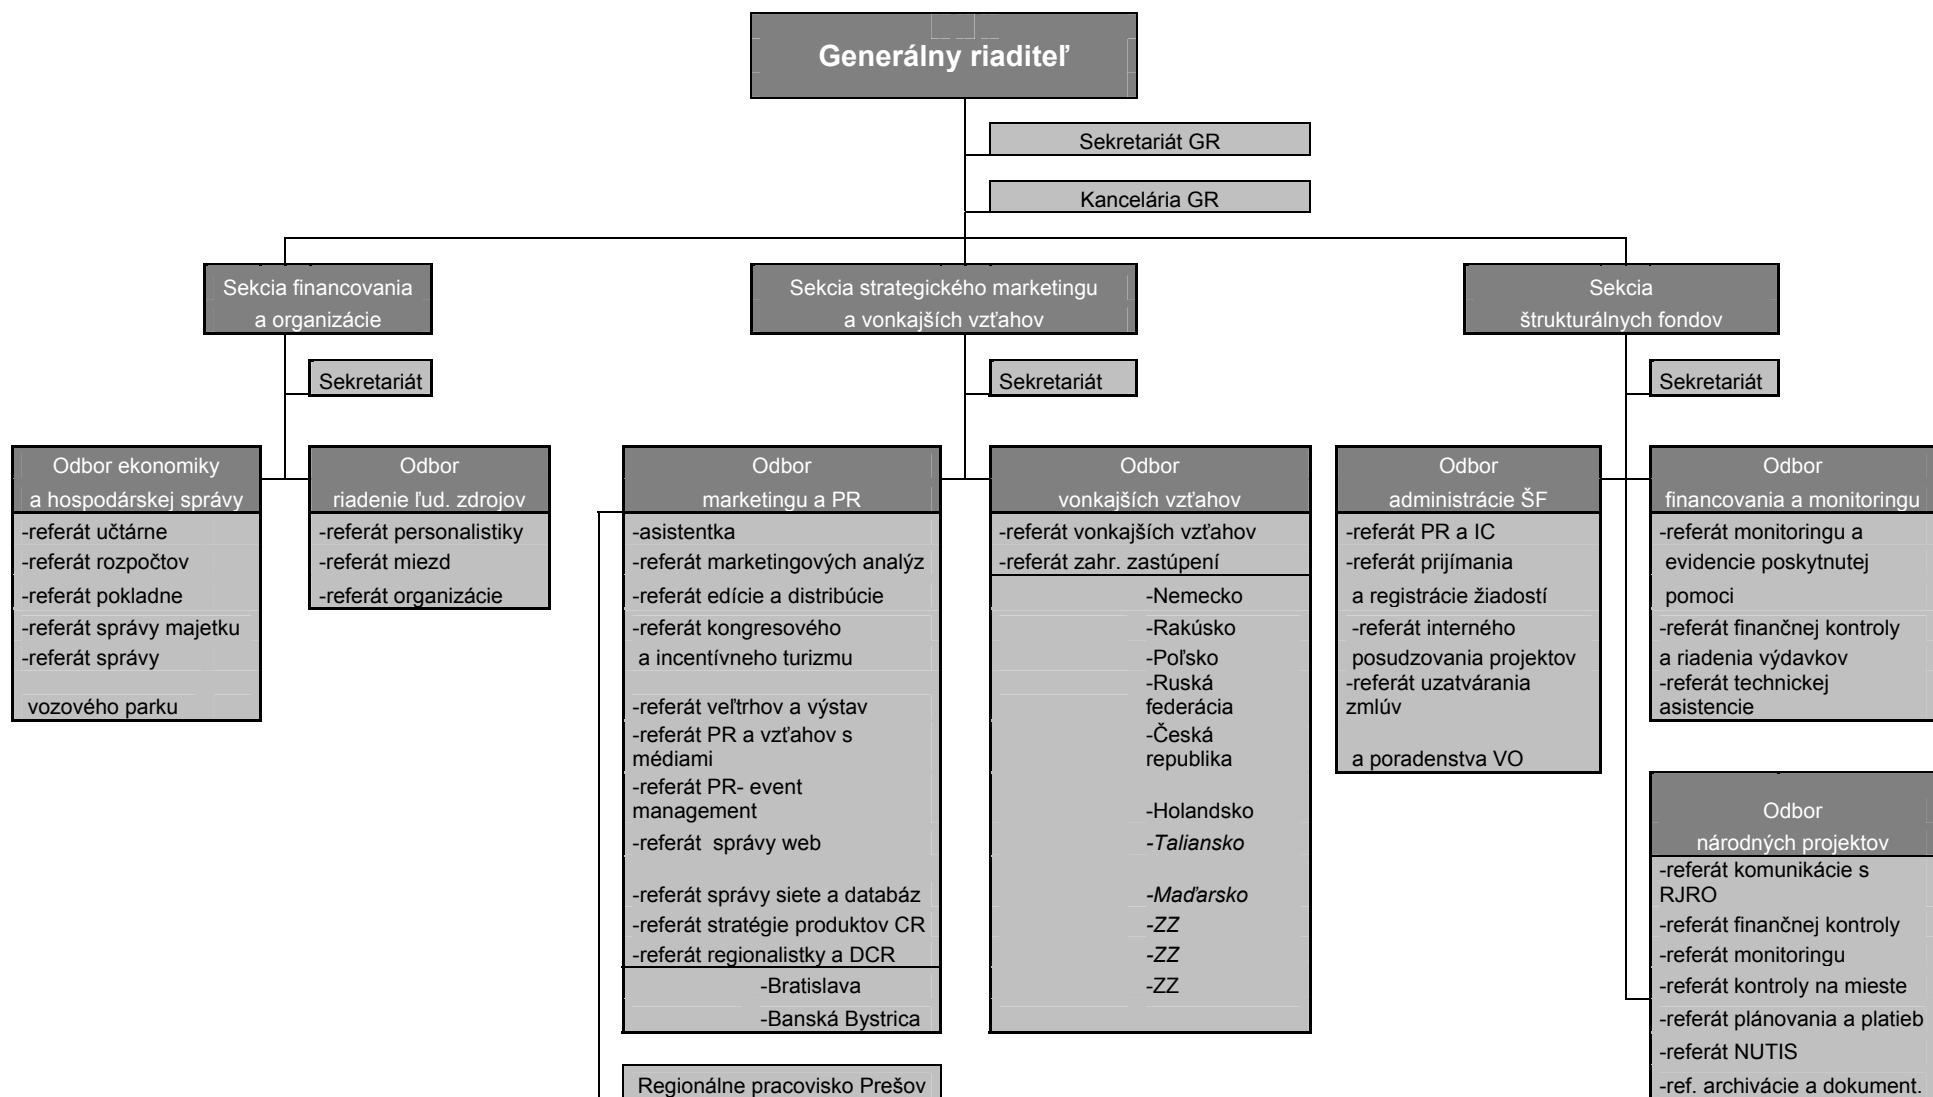 Generálny riaditeľ
Sekretariát GR
Kancelária GR
Sekcia financovania
a organizácie
Sekretariát
Sekcia strategického marketingu
a vonkajších vzťahov
Sekretariát
Sekcia
štrukturálnych fondov
Sekretariát
Odbor ekonomiky
a hospodárskej správy
-referát učtárne
-referát rozpočtov
-referát pokladne
-referát správy majetku
-referát správy
vozového parku
Odbor
riadenie ľud. zdrojov
-referát personalistiky
-referát miezd
-referát organizácie
Odbor
marketingu a PR
-asistentka
-referát marketingových analýz
-referát edície a distribúcie
-referát kongresového
a incentívneho turizmu
-referát veľtrhov a výstav
-referát PR a vzťahov s
médiami
-referát PR- event
management
-referát  správy web
-referát správy siete a databáz
-referát stratégie produktov CR
-referát regionalistky a DCR
-Bratislava
-Banská Bystrica
Regionálne pracovisko Prešov
Odbor
vonkajších vzťahov
-referát vonkajších vzťahov
-referát zahr. zastúpení
-Nemecko
-Rakúsko
-Poľsko
-Ruská
federácia
-Česká
republika
-Holandsko
-Taliansko
-Maďarsko
-ZZ
-ZZ
-ZZ
Odbor
administrácie ŠF
-referát PR a IC
-referát prijímania
a registrácie žiadostí
-referát interného
posudzovania projektov
-referát uzatvárania
zmlúv
a poradenstva VO
Odbor
financovania a monitoringu
-referát monitoringu a
evidencie poskytnutej
pomoci
-referát finančnej kontroly
a riadenia výdavkov
-referát technickej
asistencie
Odbor
národných projektov
-referát komunikácie s
RJRO
-referát finančnej kontroly
-referát monitoringu
-referát kontroly na mieste
-referát plánovania a platieb
-referát NUTIS
-ref. archivácie a dokument.